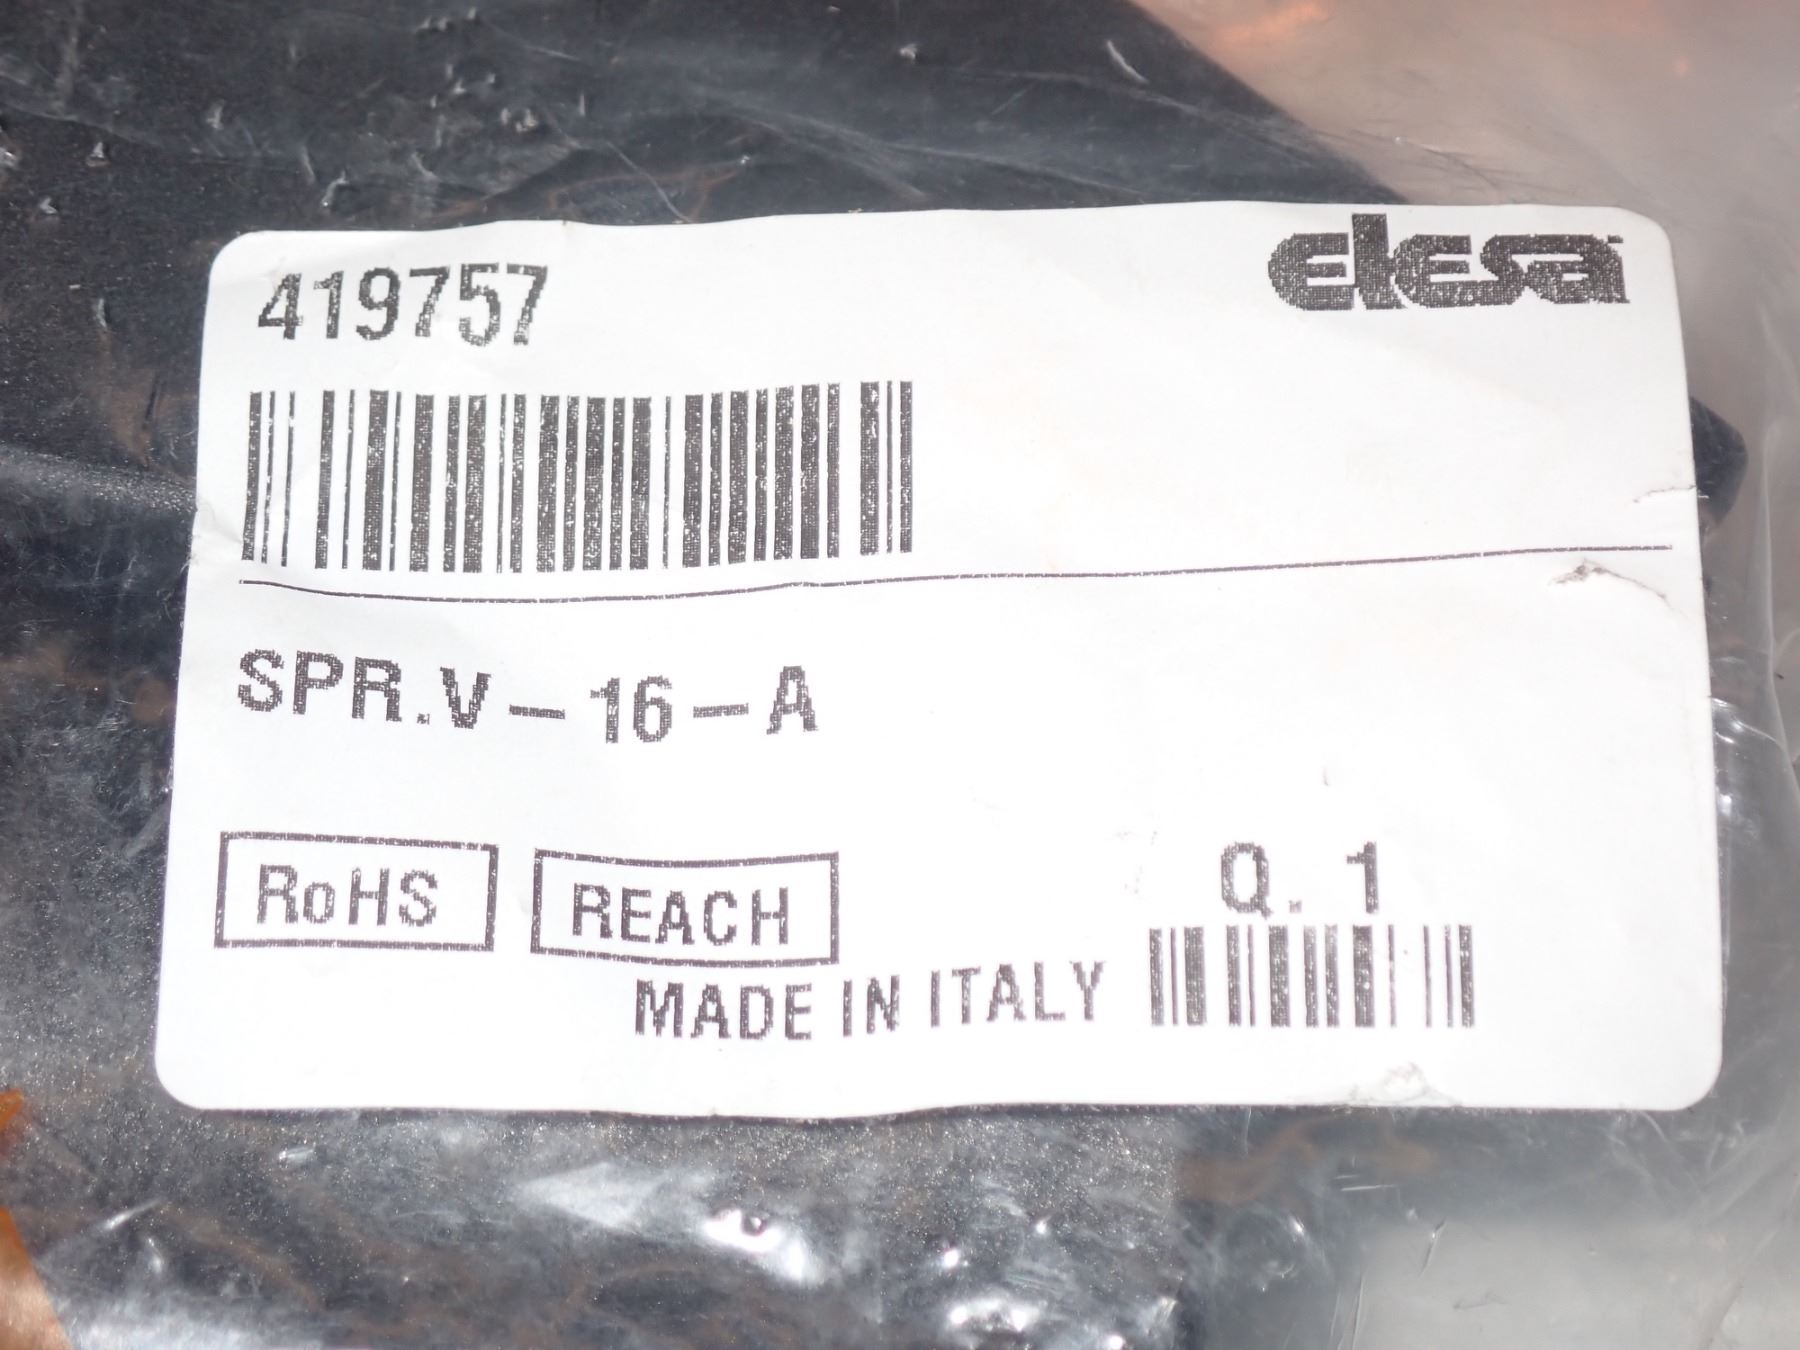 419757
elesa
SPR.V-16-A
RoHS
REACH
Q. 1
MADE IN ITALY